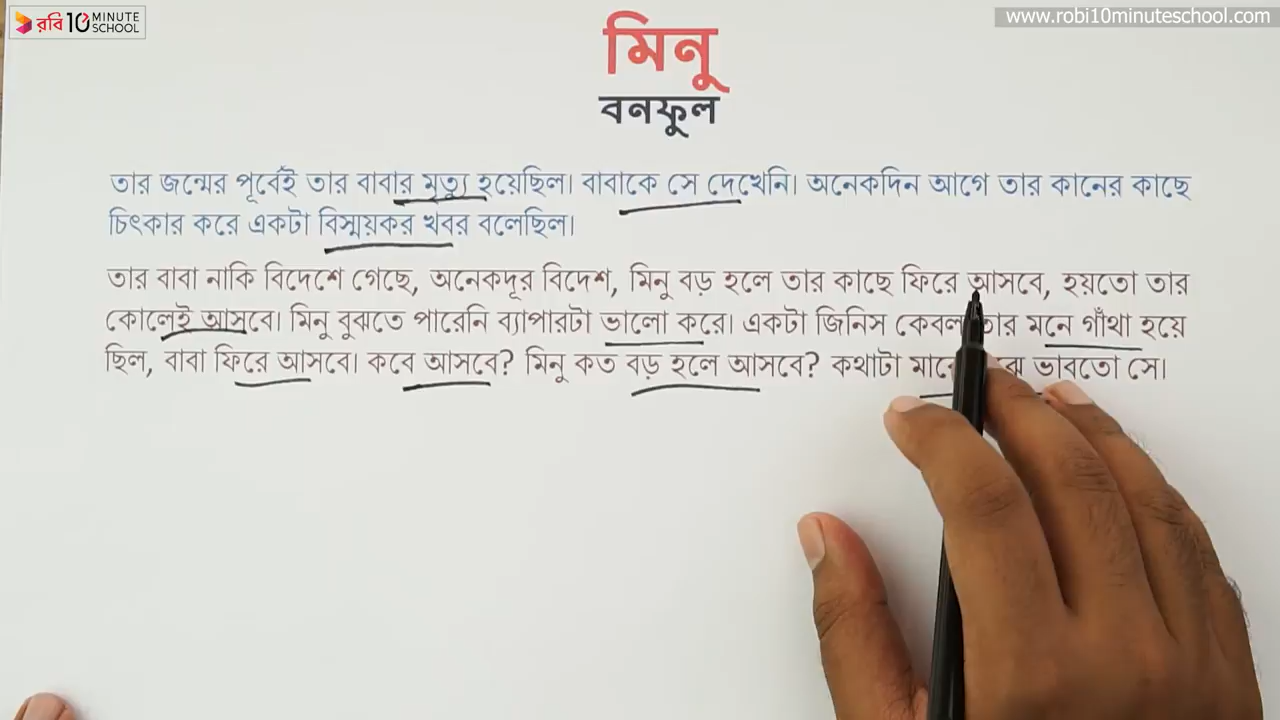 রবি 10 MINUTE SCHOOL
www.robi10minuteschool.com
মিনু
বনফুল
তার জন্মের পূর্বেই তার বাবার মৃত্যু হয়েছিল। বাবাকে সে দেখেনি। অনেকদিন আগে তার কানের কাছে
চিৎকার করে একটা বিস্ময়কর খবর বলেছিল।
তার বাবা নাকি বিদেশে গেছে, অনেকদূর বিদেশ, মিনু বড় হলে তার কাছে ফিরে আসবে, হয়তো তার
কোলেই আসবে। মিনু বুঝতে পারেনি ব্যাপারটা ভালো করে। একটা জিনিস কেবল তার মনে গাঁথা হয়ে
ছিল, বাবা ফিরে আসবে। কবে আসবে? মিনু কত বড় হলে আসবে? কথাটা ভাবতো সে।